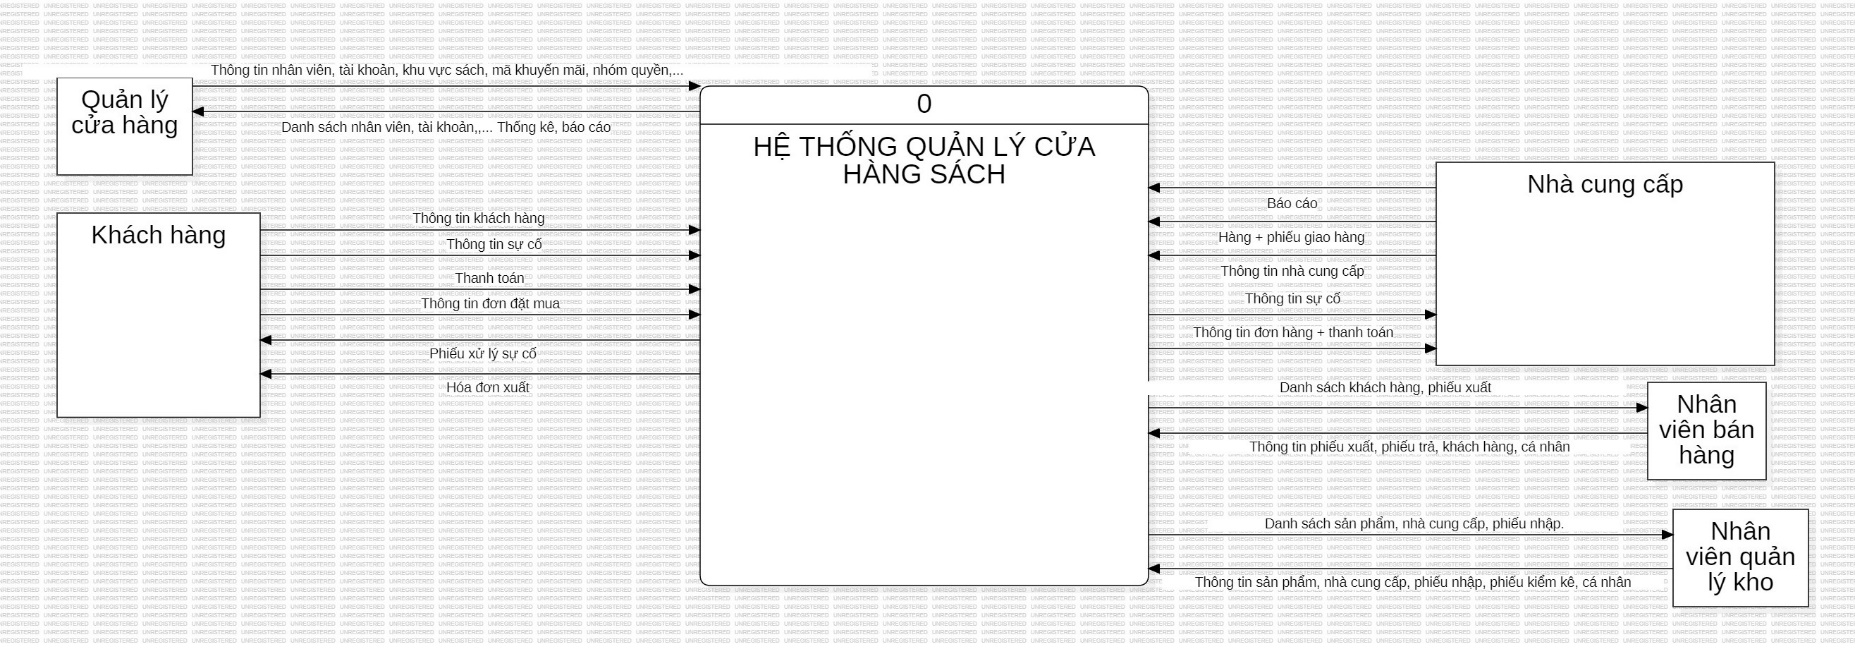 Thông tin nhân viên, tài khoản, khu vực sách, mã khuyến mãi, nhóm quyền,...
Quản lý
cửa hàng
Danh sách nhân viên, tài khoản,,... Thống kê, báo cáo
0
HỆ THỐNG QUẢN LÝ CỬA
HÀNG SÁCH
Khách hàng
Thông tin khách hàng
Thông tin sự cố
Thanh toán
Thông tin đơn đặt mua
Phiếu xử lý sự cố
Hóa đơn xuất
Nhà cung cấp
Báo cáo
Hàng + phiếu giao hàng
Thông tin nhà cung cấp
Thông tin sự cố
Thông tin đơn hàng + thanh toán
Danh sách khách hàng, phiếu xuất
Nhân
viên bán
hàng
Thông tin phiếu xuất, phiếu trả, khách hàng, cá nhân
Danh sách sản phẩm, nhà cung cấp, phiếu nhập.
Nhân
viên quản
lý kho
Thông tin sản phẩm, nhà cung cấp, phiếu nhập, phiếu kiểm kê, cá nhân
UNREGISTERED